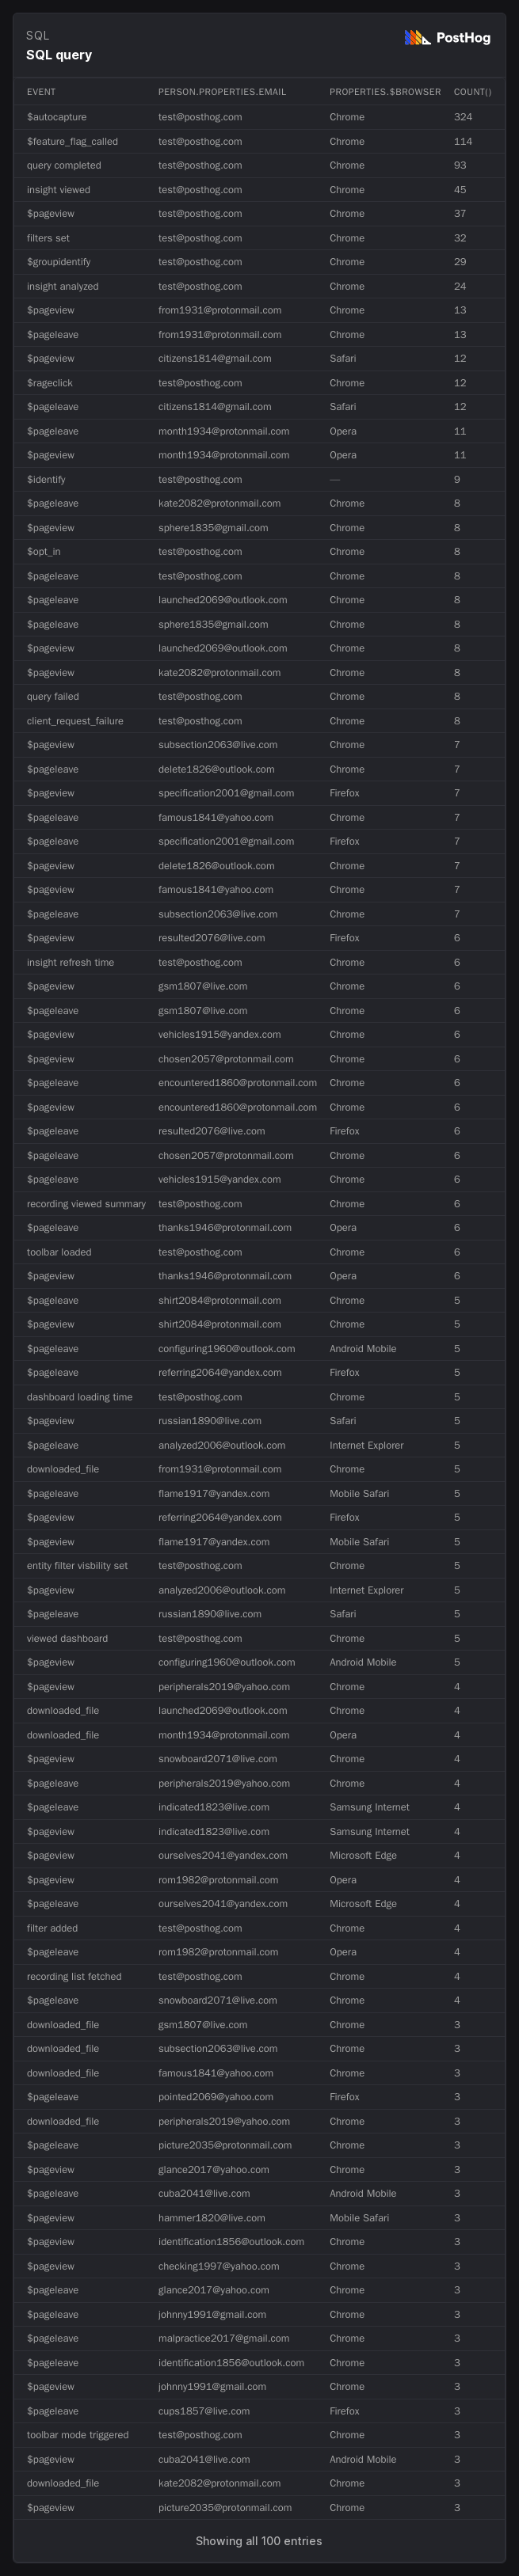 SQL
SQL query
PostHog
EVENT PERSON.PROPERTIES.EMAIL PROPERTIES.$BROWSER COUNT()
$autocapture test@posthog.com Chrome 324
$feature_flag_called test@posthog.com Chrome 114
query completed test@posthog.com Chrome 93
insight viewed test@posthog.com Chrome 45
$pageview test@posthog.com Chrome 37
filters set test@posthog.com Chrome 32
$groupidentify test@posthog.com Chrome 29
insight analyzed test@posthog.com Chrome 24
$pageview from1931@protonmail.com Chrome 13
$pageleave from1931@protonmail.com Chrome 13
$pageview citizens1814@gmail.com Safari 12
$rageclick test@posthog.com Chrome 12
$pageleave citizens1814@gmail.com Safari 12
$pageleave month1934@protonmail.com Opera 11
$pageview month1934@protonmail.com Opera 11
$identify test@posthog.com — 9
$pageleave kate2082@protonmail.com Chrome 8
$pageview sphere1835@gmail.com Chrome 8
$opt_in test@posthog.com Chrome 8
$pageleave test@posthog.com Chrome 8
$pageleave launched2069@outlook.com Chrome 8
$pageleave sphere1835@gmail.com Chrome 8
$pageview launched2069@outlook.com Chrome 8
$pageview kate2082@protonmail.com Chrome 8
query failed test@posthog.com Chrome 8
client_request_failure test@posthog.com Chrome 8
$pageview subsection2063@live.com Chrome 7
$pageleave delete1826@outlook.com Chrome 7
$pageview specification2001@gmail.com Firefox 7
$pageleave famous1841@yahoo.com Chrome 7
$pageleave specification2001@gmail.com Firefox 7
$pageview delete1826@outlook.com Chrome 7
$pageview famous1841@yahoo.com Chrome 7
$pageleave subsection2063@live.com Chrome 7
$pageview resulted2076@live.com Firefox 6
insight refresh time test@posthog.com Chrome 6
$pageview gsm1807@live.com Chrome 6
$pageleave gsm1807@live.com Chrome 6
$pageview vehicles1915@yandex.com Chrome 6
$pageview chosen2057@protonmail.com Chrome 6
$pageleave encountered1860@protonmail.com Chrome 6
$pageview encountered1860@protonmail.com Chrome 6
$pageleave resulted2076@live.com Firefox 6
$pageleave chosen2057@protonmail.com Chrome 6
$pageleave vehicles1915@yandex.com Chrome 6
recording viewed summary test@posthog.com Chrome 6
$pageleave thanks1946@protonmail.com Opera 6
toolbar loaded test@posthog.com Chrome 6
$pageview thanks1946@protonmail.com Opera 6
$pageleave shirt2084@protonmail.com Chrome 5
$pageview shirt2084@protonmail.com Chrome 5
$pageleave configuring1960@outlook.com Android Mobile 5
$pageleave referring2064@yandex.com Firefox 5
dashboard loading time test@posthog.com Chrome 5
$pageview russian1890@live.com Safari 5
$pageleave analyzed2006@outlook.com Internet Explorer 5
downloaded_file from1931@protonmail.com Chrome 5
$pageleave flame1917@yandex.com Mobile Safari 5
$pageview referring2064@yandex.com Firefox 5
$pageview flame1917@yandex.com Mobile Safari 5
entity filter visbility set test@posthog.com Chrome 5
$pageview analyzed2006@outlook.com Internet Explorer 5
$pageleave russian1890@live.com Safari 5
viewed dashboard test@posthog.com Chrome 5
$pageview configuring1960@outlook.com Android Mobile 5
$pageview peripherals2019@yahoo.com Chrome 4
downloaded_file launched2069@outlook.com Chrome 4
downloaded_file month1934@protonmail.com Opera 4
$pageview snowboard2071@live.com Chrome 4
$pageleave peripherals2019@yahoo.com Chrome 4
$pageleave indicated1823@live.com Samsung Internet 4
$pageview indicated1823@live.com Samsung Internet 4
$pageview ourselves2041@yandex.com Microsoft Edge 4
$pageview rom1982@protonmail.com Opera 4
$pageleave ourselves2041@yandex.com Microsoft Edge 4
filter added test@posthog.com Chrome 4
$pageleave rom1982@protonmail.com Opera 4
recording list fetched test@posthog.com Chrome 4
$pageleave snowboard2071@live.com Chrome 4
downloaded_file gsm1807@live.com Chrome 3
downloaded_file subsection2063@live.com Chrome 3
downloaded_file famous1841@yahoo.com Chrome 3
$pageleave pointed2069@yahoo.com Firefox 3
downloaded_file peripherals2019@yahoo.com Chrome 3
$pageleave picture2035@protonmail.com Chrome 3
$pageview glance2017@yahoo.com Chrome 3
$pageleave cuba2041@live.com Android Mobile 3
$pageview hammer1820@live.com Mobile Safari 3
$pageview identification1856@outlook.com Chrome 3
$pageview checking1997@yahoo.com Chrome 3
$pageleave glance2017@yahoo.com Chrome 3
$pageleave johnny1991@gmail.com Chrome 3
$pageleave malpractice2017@gmail.com Chrome 3
$pageleave identification1856@outlook.com Chrome 3
$pageview johnny1991@gmail.com Chrome 3
$pageleave cups1857@live.com Firefox 3
toolbar mode triggered test@posthog.com Chrome 3
$pageview cuba2041@live.com Android Mobile 3
downloaded_file kate2082@protonmail.com Chrome 3
$pageview picture2035@protonmail.com Chrome 3
Showing all 100 entries